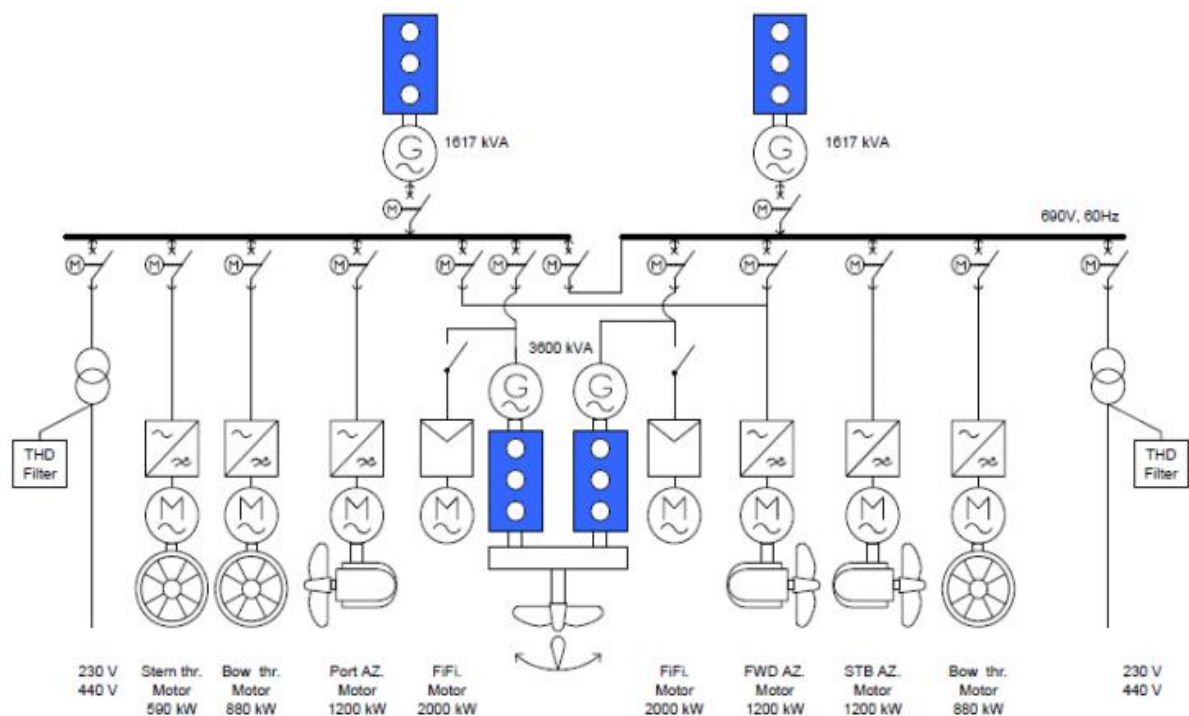 G
1617 kVA
G
1617 kVA
M
M
690V, 60Hz
M
M
M
M
M
M
M
M
M
M
M
M
3600 kVA
G
G
THD
Filter
THD
Filter
M
M
M
M
M
M
M
M
230 V
440 V
Stern thr.
Motor
590 kW
Bow thr.
Motor
880 kW
Port AZ.
Motor
1200 kW
FiFi.
Motor
2000 kW
FiFi.
Motor
2000 kW
FWD AZ.
Motor
1200 kW
STB AZ.
Motor
1200 kW
Bow thr.
Motor
880 kW
230 V
440 V